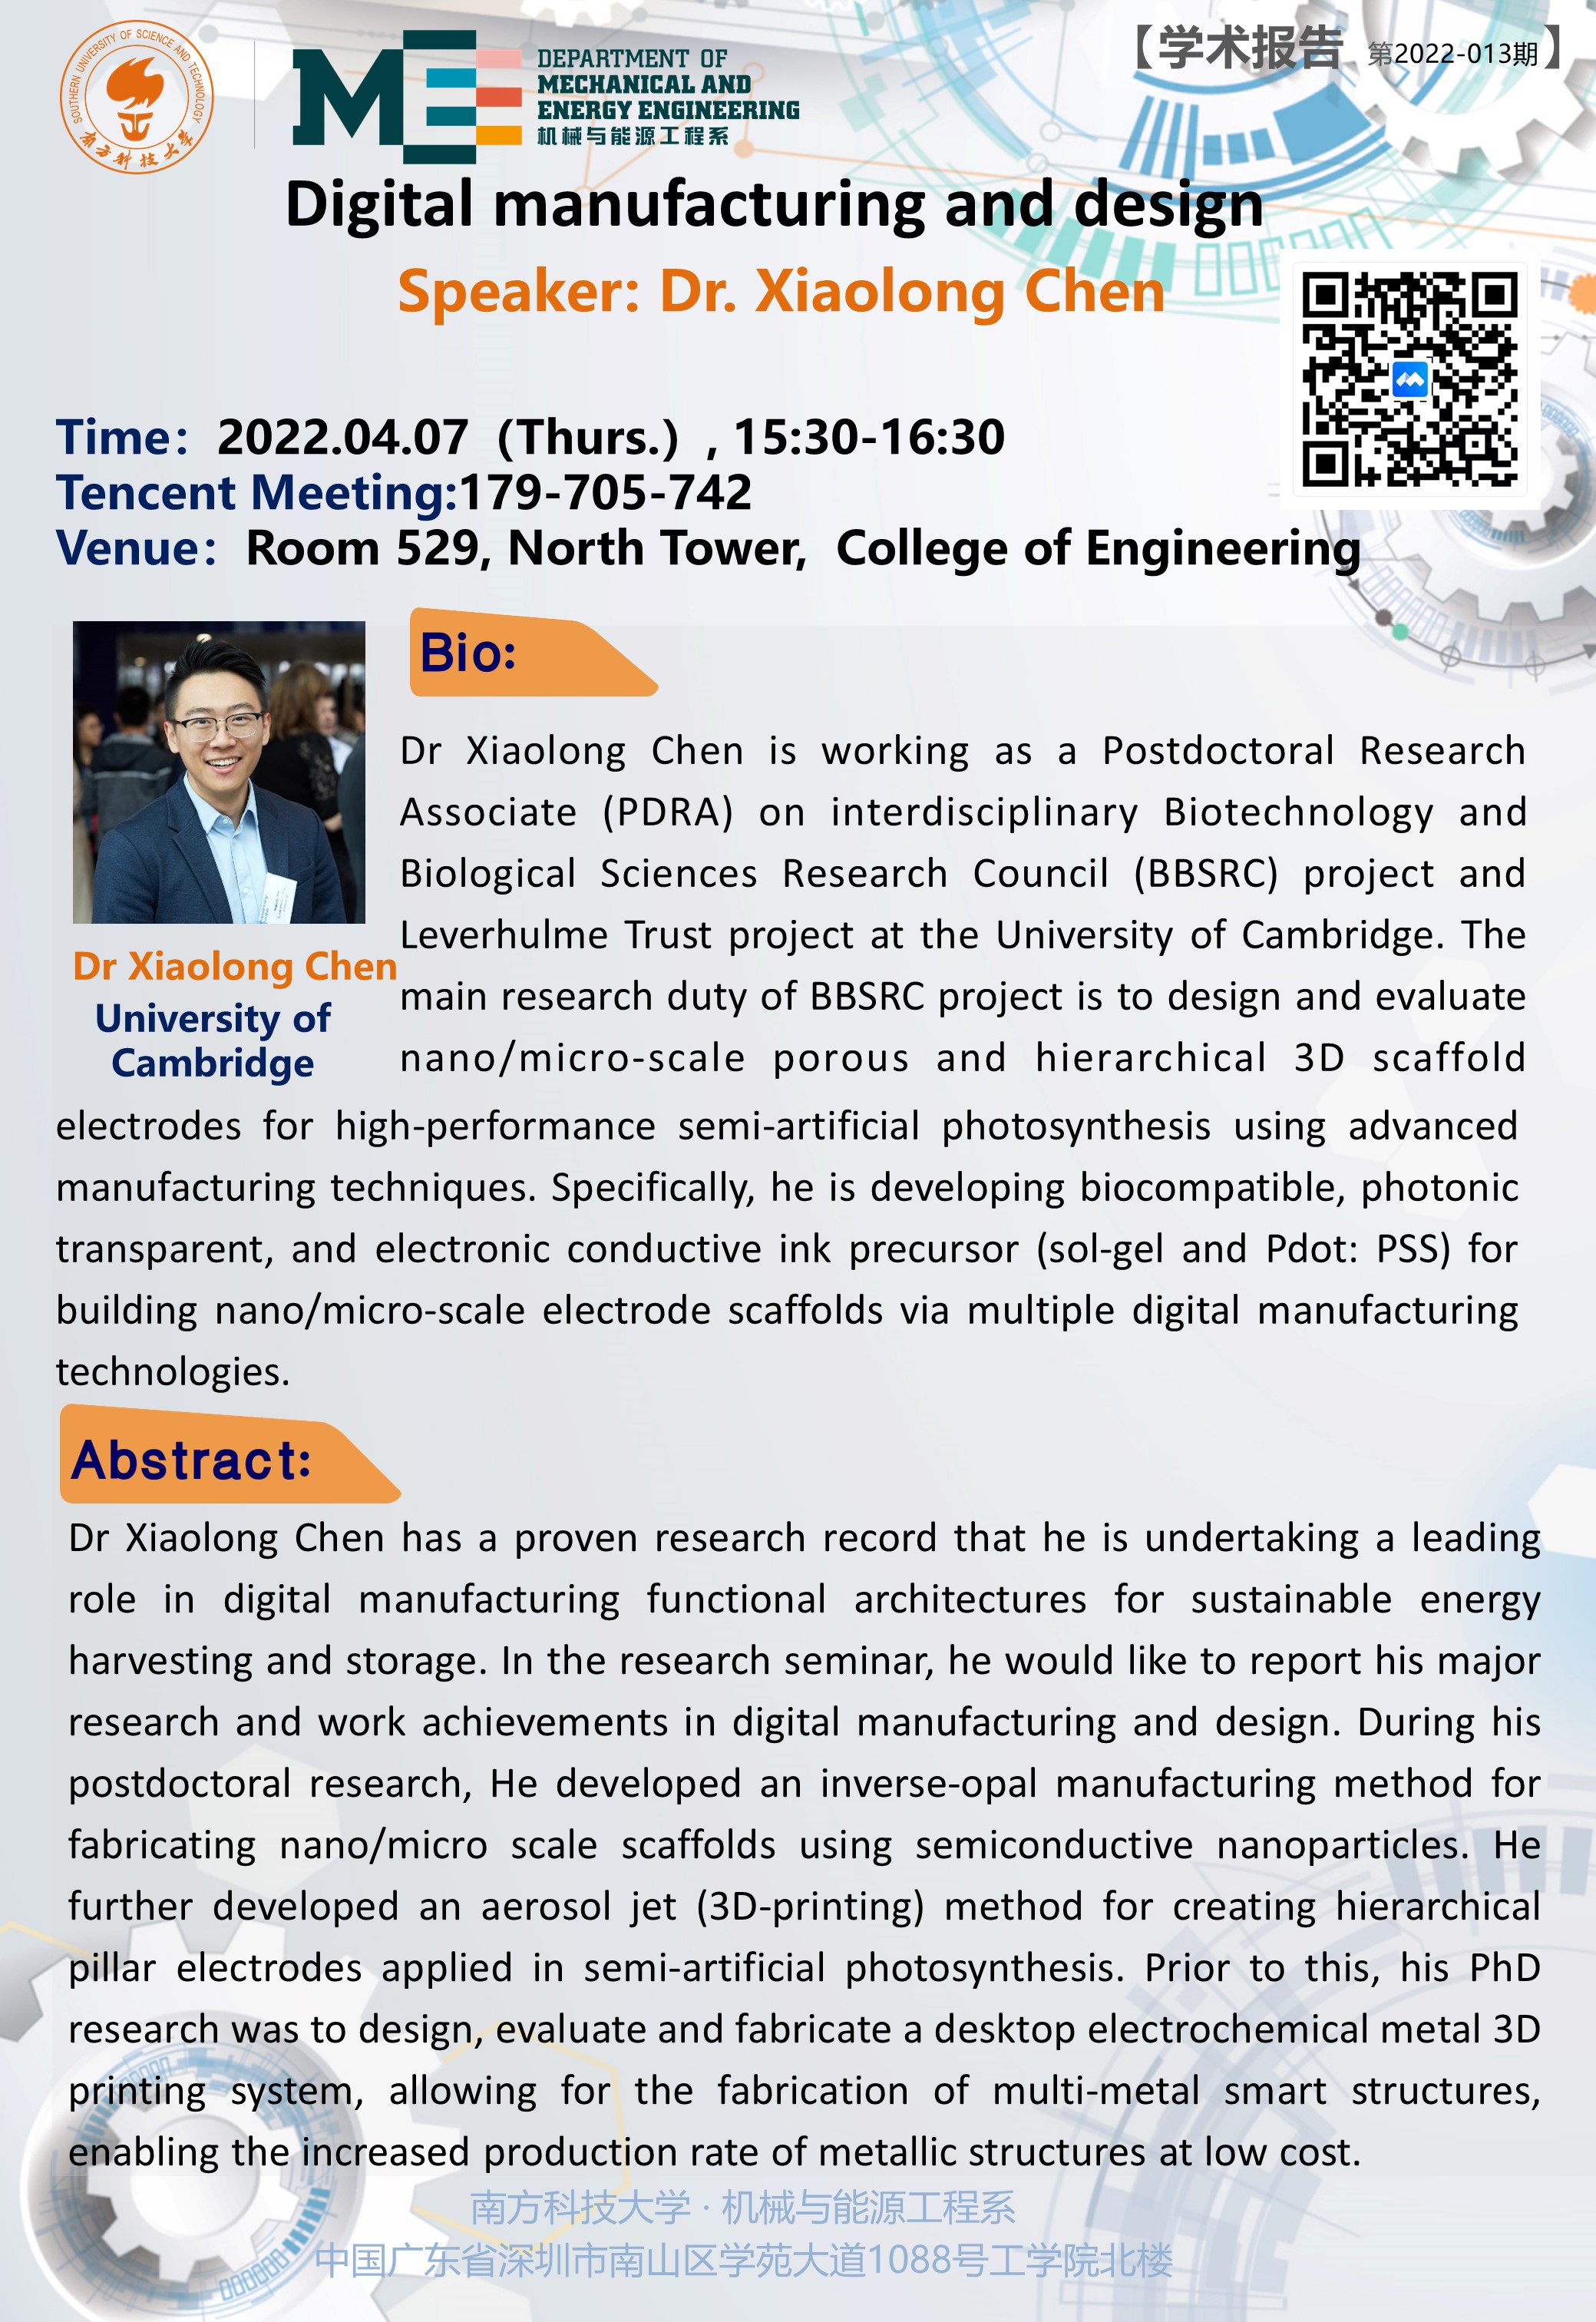 SOUTHERN UNIVERSITY OF SCIENCE AND TECHNOLOGY
南方科技大学
ME
DEPARTMENT OF
MECHANICAL AND
ENERGY ENGINEERING
机械与能源工程系
【学术报告 第2022-013期】
Digital manufacturing and design
Speaker: Dr. Xiaolong Chen
Time：2022.04.07（Thurs.）, 15:30-16:30
Tencent Meeting:179-705-742
Venue：Room 529, North Tower, College of Engineering
Bio:
Dr Xiaolong Chen
University of
Cambridge
Dr Xiaolong Chen is working as a Postdoctoral Research
Associate (PDRA) on interdisciplinary Biotechnology and
Biological Sciences Research Council (BBSRC) project and
Leverhulme Trust project at the University of Cambridge. The
main research duty of BBSRC project is to design and evaluate
nano/micro-scale porous and hierarchical 3D scaffold
electrodes for high-performance semi-artificial photosynthesis using advanced
manufacturing techniques. Specifically, he is developing biocompatible, photonic
transparent, and electronic conductive ink precursor (sol-gel and Pdot: PSS) for
building nano/micro-scale electrode scaffolds via multiple digital manufacturing
technologies.
Abstract:
Dr Xiaolong Chen has a proven research record that he is undertaking a leading
role in digital manufacturing functional architectures for sustainable energy
harvesting and storage. In the research seminar, he would like to report his major
research and work achievements in digital manufacturing and design. During his
postdoctoral research, He developed an inverse-opal manufacturing method for
fabricating nano/micro scale scaffolds using semiconductive nanoparticles. He
further developed an aerosol jet (3D-printing) method for creating hierarchical
pillar electrodes applied in semi-artificial photosynthesis. Prior to this, his PhD
research was to design, evaluate and fabricate a desktop electrochemical metal 3D
printing system, allowing for the fabrication of multi-metal smart structures,
enabling the increased production rate of metallic structures at low cost.
南方科技大学 · 机械与能源工程系
中国广东省深圳市南山区学苑大道1088号工学院北楼